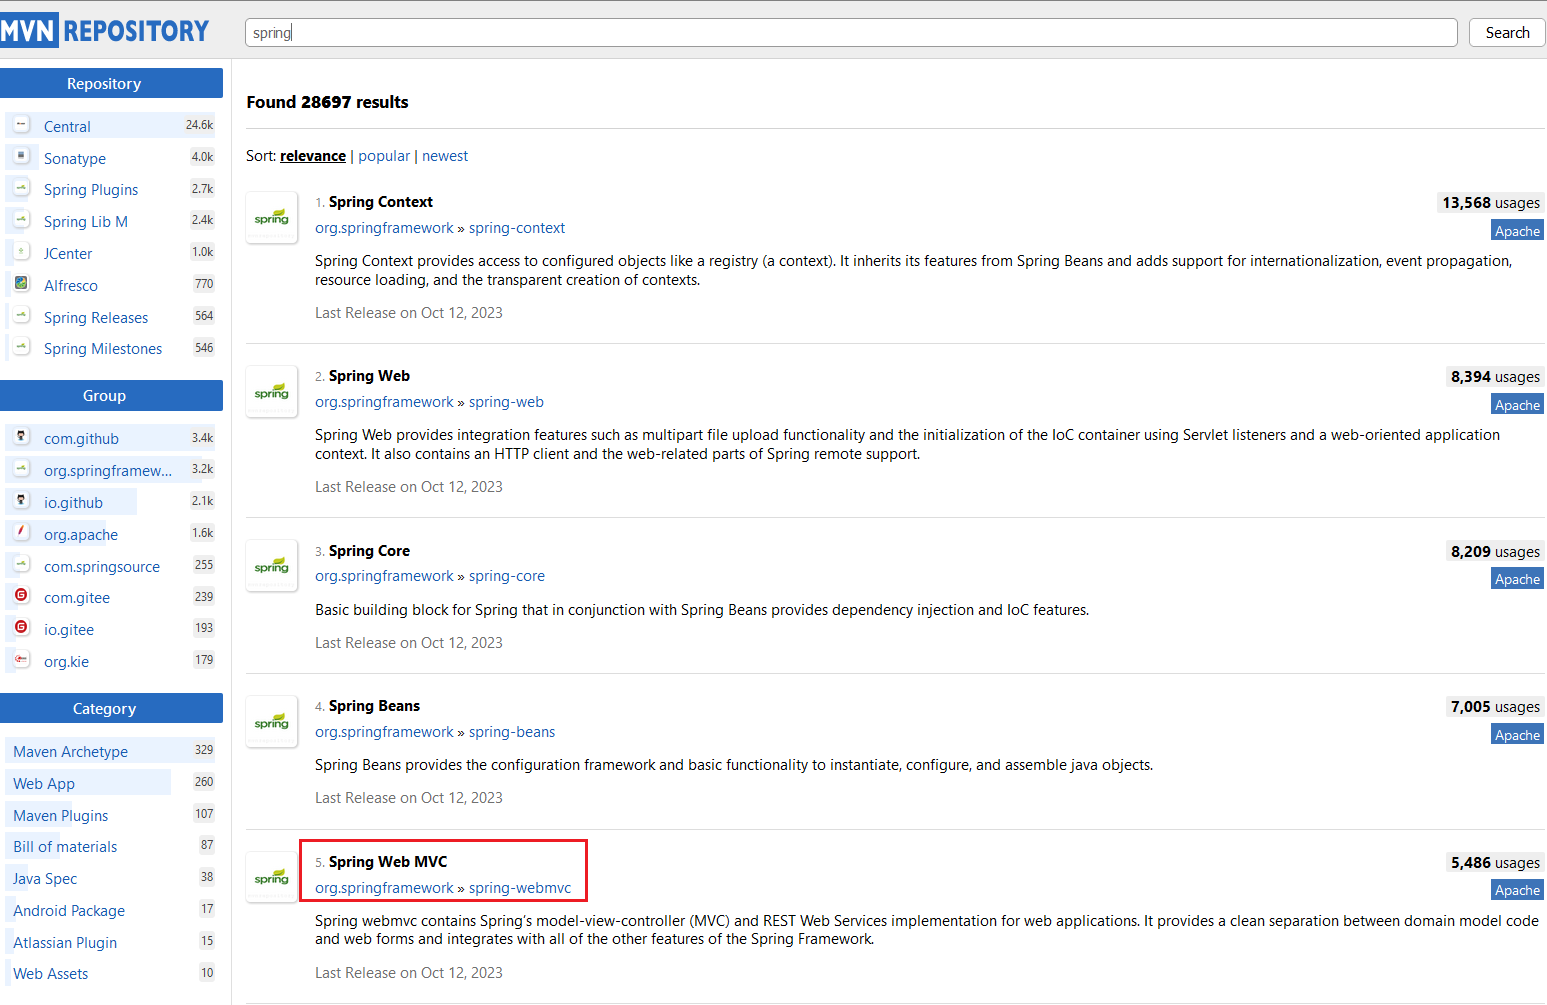 MVN REPOSITORY
spring
Search
Repository
Central 24.6k
Sonatype 4.0k
Spring Plugins 2.7k
Spring Lib M 2.4k
JCenter 1.0k
Alfresco 770
Spring Releases 564
Spring Milestones 546
Group
com.github 3.4k
org.springframew... 3.2k
io.github 2.1k
org.apache 1.6k
com.springsource 255
com.gitee 239
io.gitee 193
org.kie 179
Category
Maven Archetype 329
Web App 260
Maven Plugins 107
Bill of materials 87
Java Spec 38
Android Package 17
Atlassian Plugin 15
Web Assets 10
Found 28697 results
Sort: relevance | popular | newest
spring
1. Spring Context
13,568 usages
org.springframework » spring-context
Apache
Spring Context provides access to configured objects like a registry (a context). It inherits its features from Spring Beans and adds support for internationalization, event propagation,
resource loading, and the transparent creation of contexts.
Last Release on Oct 12, 2023
spring
2. Spring Web
8,394 usages
org.springframework » spring-web
Apache
Spring Web provides integration features such as multipart file upload functionality and the initialization of the IoC container using Servlet listeners and a web-oriented application
context. It also contains an HTTP client and the web-related parts of Spring remote support.
Last Release on Oct 12, 2023
spring
3. Spring Core
8,209 usages
org.springframework » spring-core
Apache
Basic building block for Spring that in conjunction with Spring Beans provides dependency injection and IoC features.
Last Release on Oct 12, 2023
spring
4. Spring Beans
7,005 usages
org.springframework » spring-beans
Apache
Spring Beans provides the configuration framework and basic functionality to instantiate, configure, and assemble java objects.
Last Release on Oct 12, 2023
spring
5. Spring Web MVC
5,486 usages
org.springframework » spring-webmvc
Apache
Spring webmvc contains Spring's model-view-controller (MVC) and REST Web Services implementation for web applications. It provides a clean separation between domain model code
and web forms and integrates with all of the other features of the Spring Framework.
Last Release on Oct 12, 2023